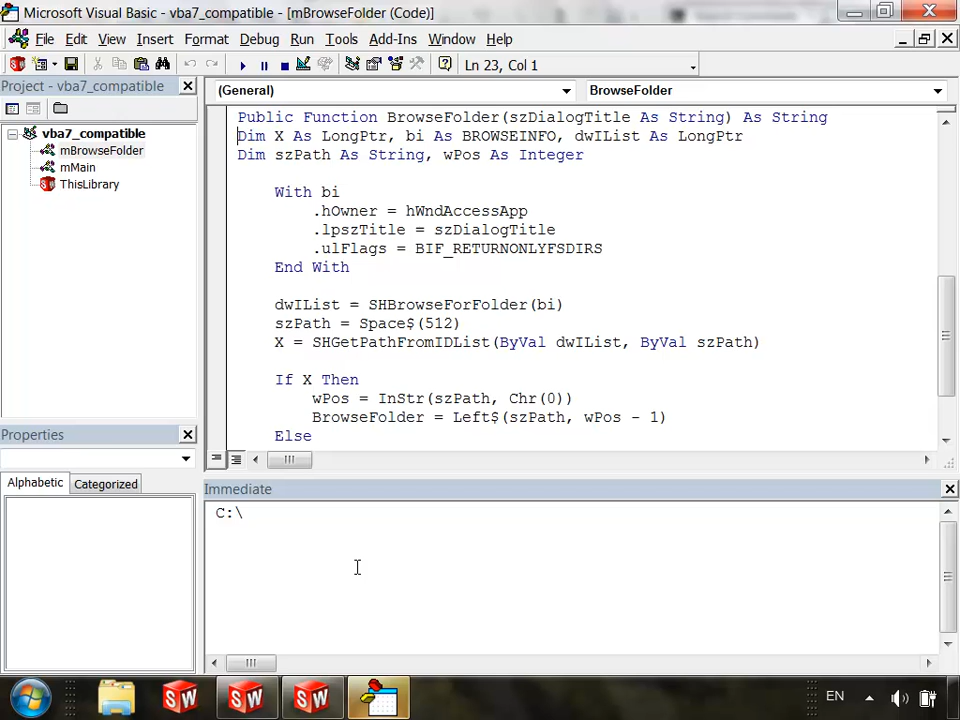 Microsoft Visual Basic - vba7_compatible - [mBrowseFolder (Code)]
File Edit View Insert Format Debug Run Tools Add-Ins Window Help
Ln 23, Col 1
Project - vba7_compatible
vba7_compatible
mBrowseFolder
mMain
ThisLibrary
Properties
Alphabetic Categorized
(General) BrowseFolder
Public Function BrowseFolder(szDialogTitle As String) As String
Dim X As LongPtr, bi As BROWSEINFO, dwIList As LongPtr
Dim szPath As String, wPos As Integer
With bi
.hOwner = hWndAccessApp
.lpszTitle = szDialogTitle
.ulFlags = BIF_RETURNONLYFSDIRS
End With
dwIList = SHBrowseForFolder(bi)
szPath = Space$(512)
X = SHGetPathFromIDList(ByVal dwIList, ByVal szPath)
If X Then
wPos = InStr(szPath, Chr(0))
BrowseFolder = Left$(szPath, wPos - 1)
Else
Immediate
C:\
SW SW SW EN